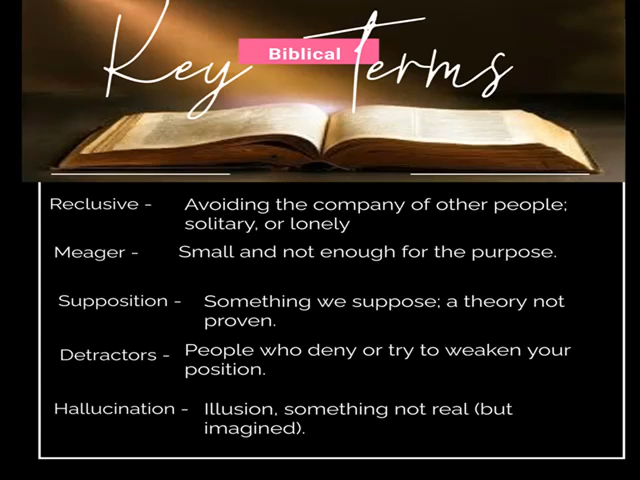 Key Terms
Biblical
Reclusive - Avoiding the company of other people;
solitary, or lonely
Meager - Small and not enough for the purpose.
Supposition - Something we suppose; a theory not
proven.
Detractors - People who deny or try to weaken your
position.
Hallucination - Illusion, something not real (but
imagined).